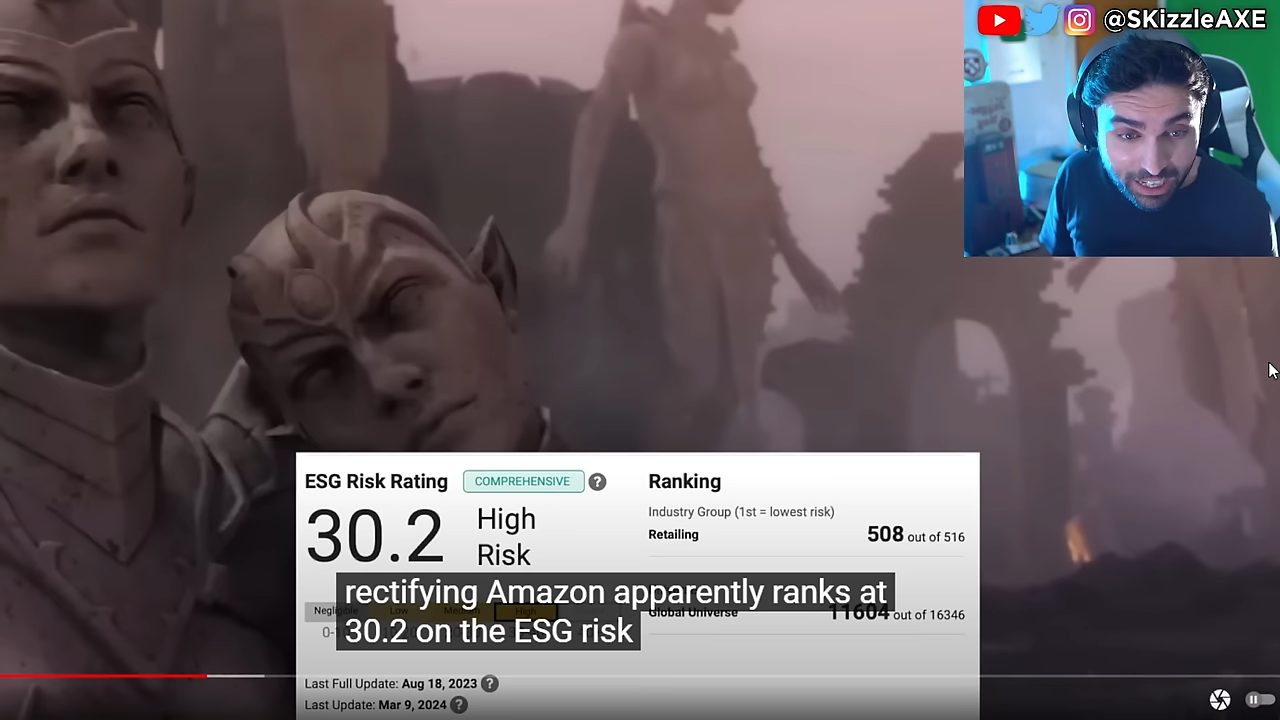 @SKizzleAXE
ESG Risk Rating COMPREHENSIVE ?
Ranking
30.2 High
Risk
Industry Group (1st = lowest risk)
Retailing 508 out of 516
rectifying Amazon apparently ranks at
30.2 on the ESG risk
Global Universe 11604 out of 16346
Last Full Update: Aug 18, 2023 ?
Last Update: Mar 9, 2024 ?